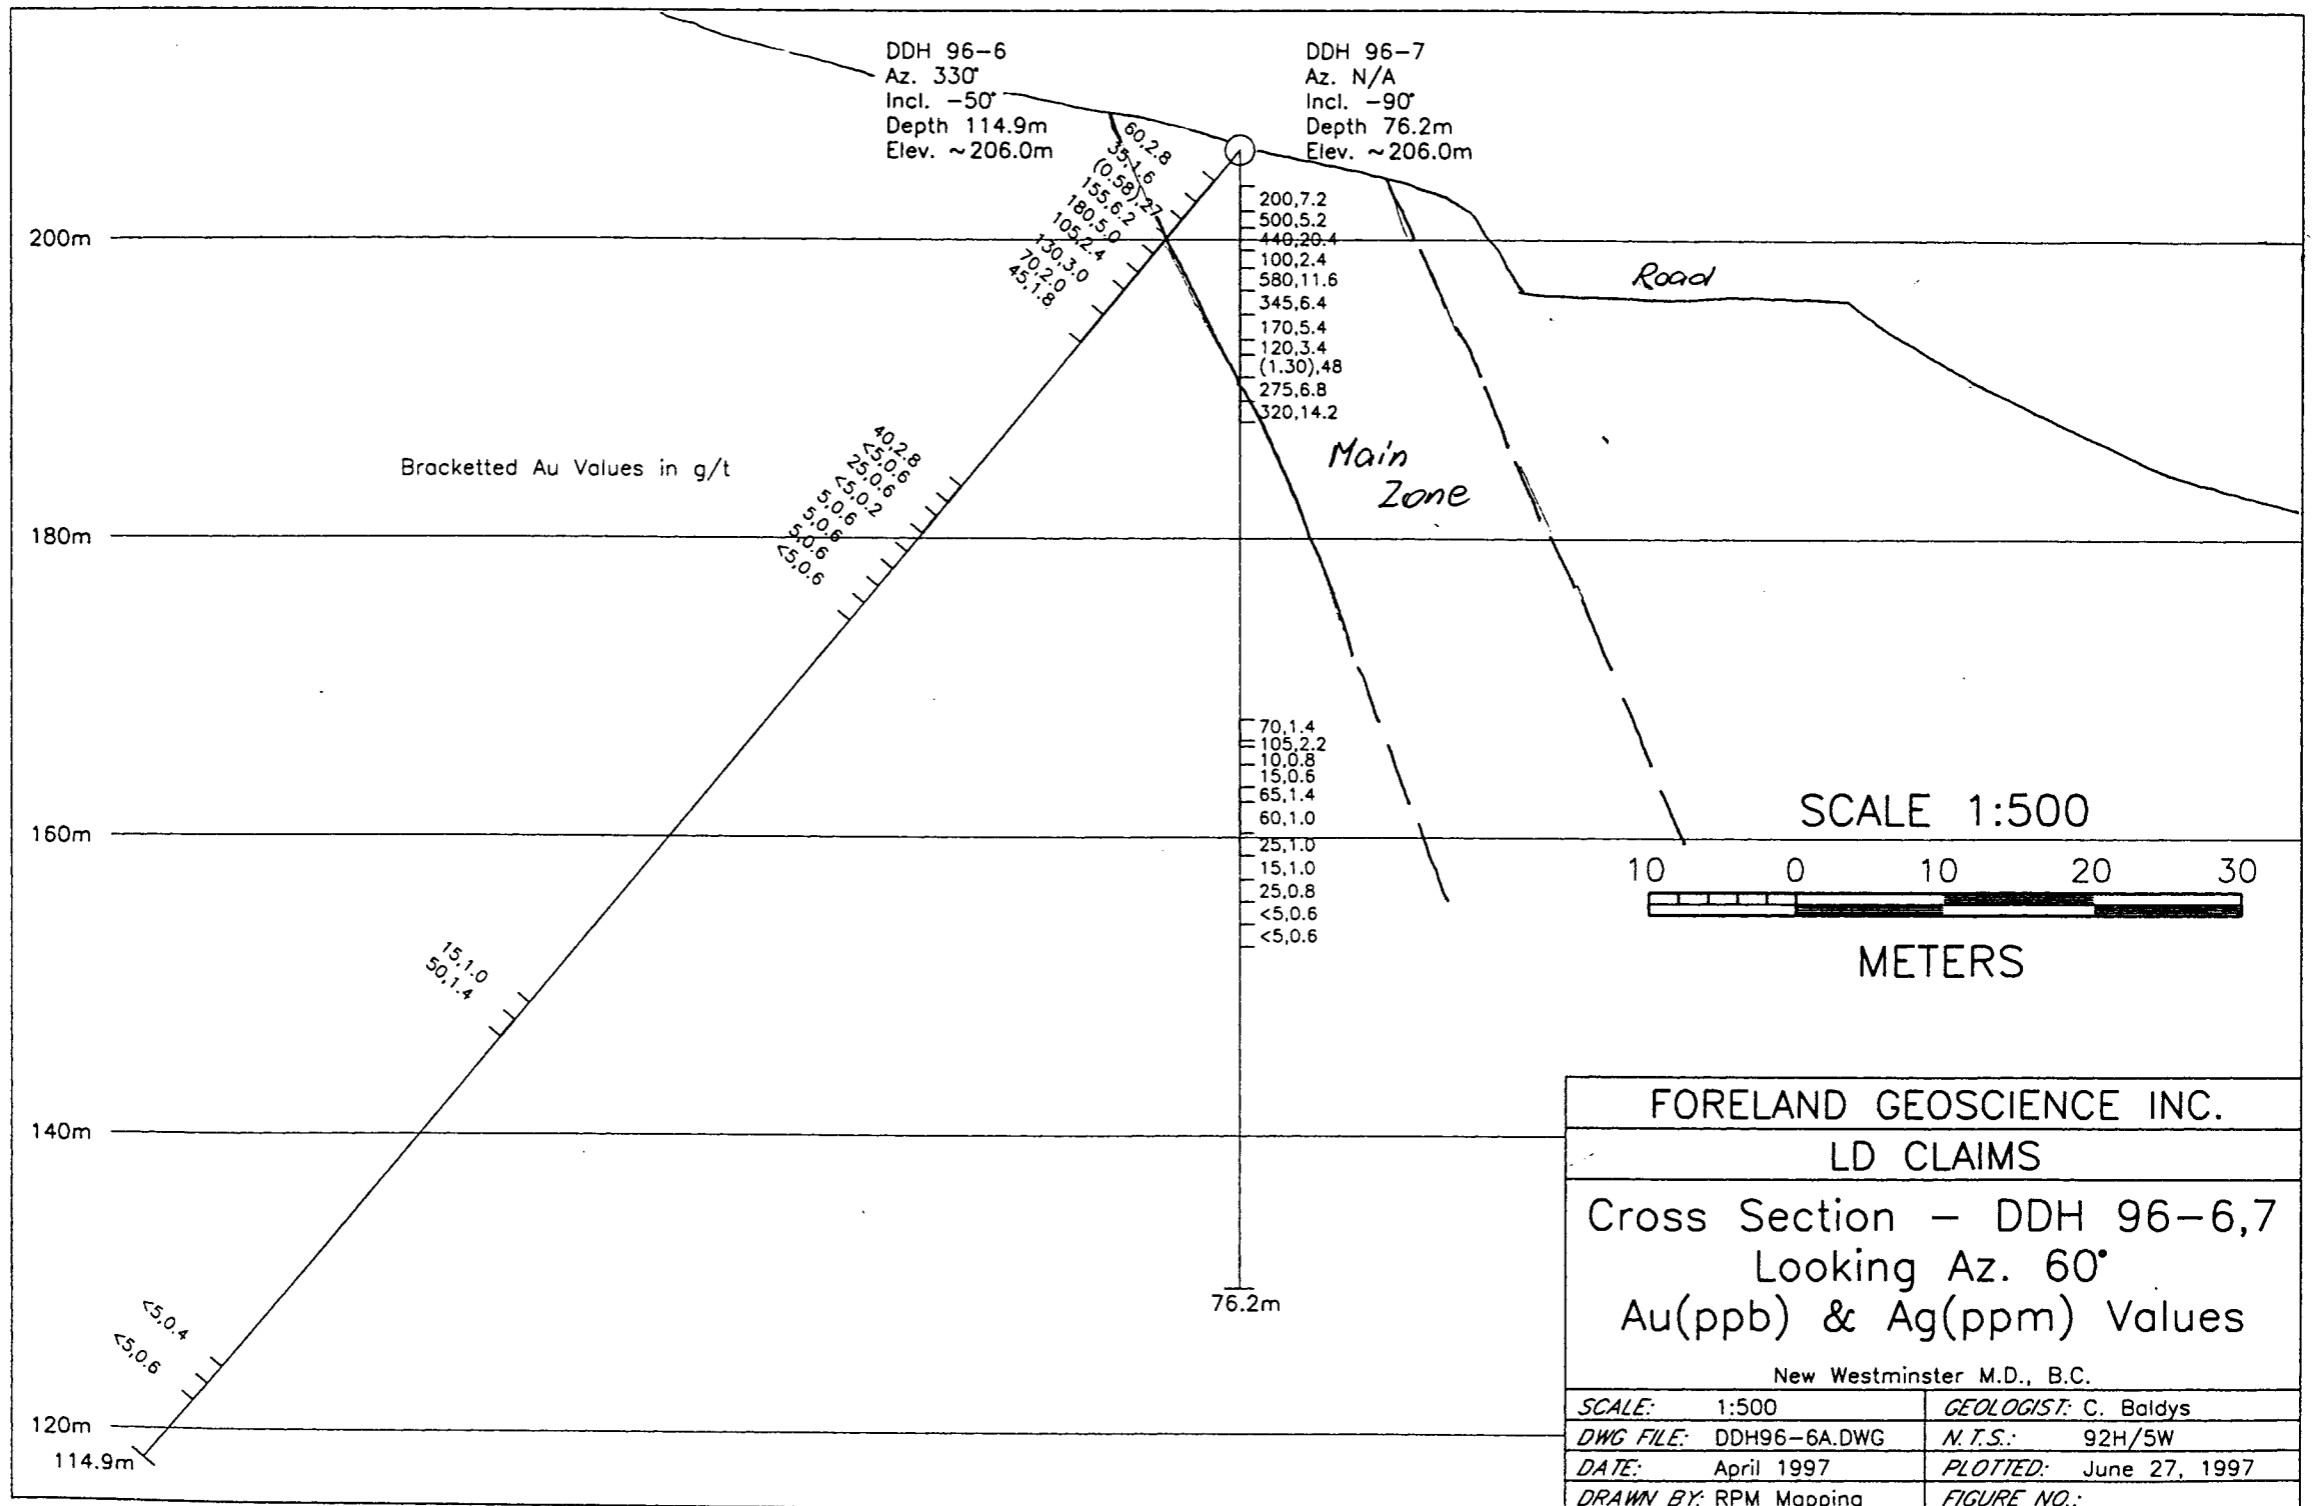 DDH 96-6
Az. 330°
Incl. -50°
Depth 114.9m
Elev. ~206.0m
DDH 96-7
Az. N/A
Incl. -90°
Depth 76.2m
Elev. ~206.0m
60,2.8
35,1.6
(0.58),27
155,6.2
180,5.0
105,2.4
130,3.0
70,2.0
45,1.8
200,7.2
500,5.2
440,20.4
100,2.4
580,11.6
345,6.4
170,5.4
120,3.4
(1.30),48
275,6.8
320,14.2
200m
Road
Main
Zone
Bracketted Au Values in g/t
40,2.8
<5,0.6
25,0.6
<5,0.2
5,0.6
5,0.6
5,0.6
<5,0.6
180m
70,1.4
105,2.2
10,0.8
15,0.6
65,1.4
60,1.0
25,1.0
15,1.0
25,0.8
<5,0.6
<5,0.6
160m
SCALE 1:500
10 0 10 20 30
METERS
15,1.0
50,1.4
140m
76.2m
<5,0.4
<5,0.6
120m
114.9m
FORELAND GEOSCIENCE INC.
LD CLAIMS
Cross Section - DDH 96-6,7
Looking Az. 60°
Au(ppb) & Ag(ppm) Values
New Westminster M.D., B.C.
SCALE: 1:500 GEOLOGIST: C. Baldys
DWG FILE: DDH96-6A.DWG N.T.S.: 92H/5W
DATE: April 1997 PLOTTED: June 27, 1997
DRAWN BY: RPM Mapping FIGURE NO.: